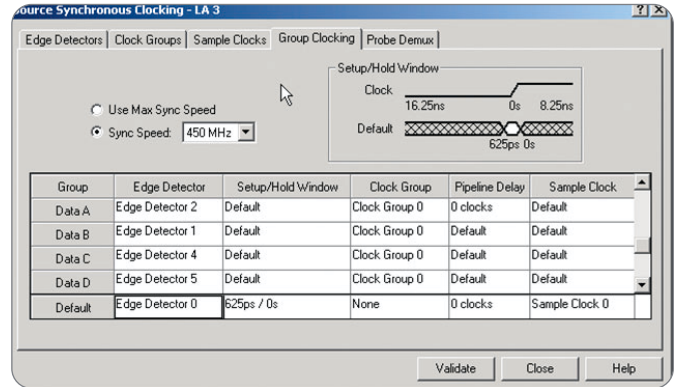 ource Synchronous Clocking - LA 3
Edge Detectors Clock Groups Sample Clocks Group Clocking Probe Demux
Setup/Hold Window
Clock
16.25ns 0s 8.25ns
Use Max Sync Speed
Sync Speed: 450 MHz
Default
625ps 0s
Group Edge Detector Setup/Hold Window Clock Group Pipeline Delay Sample Clock
Data A Edge Detector 2 Default Clock Group 0 0 clocks Default
Data B Edge Detector 1 Default Clock Group 0 Default Default
Data C Edge Detector 4 Default Clock Group 0 Default Default
Data D Edge Detector 5 Default Clock Group 0 Default Default
Default Edge Detector 0 625ps / 0s None 0 clocks Sample Clock 0
Validate Close Help